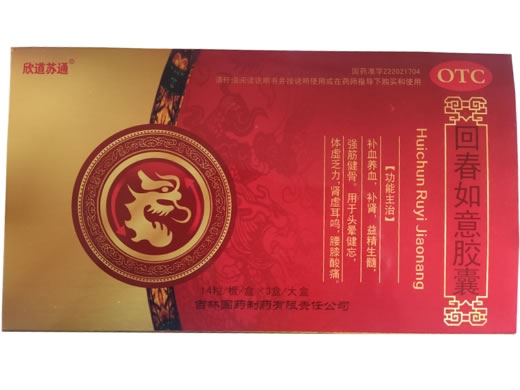 欣道苏通®
国药准字Z22021704
请仔细阅读说明书并按说明使用或在药师指导下购买和使用
OTC
回春如意胶囊
Huichun Ruyi Jiaonang
【功能主治】
补血养血,补肾,益精生髓,
强筋健骨。用于头晕健忘,
体虚乏力,肾虚耳鸣,腰膝酸痛。
14粒/板/盒×3盒/大盒
吉林国药制药有限责任公司